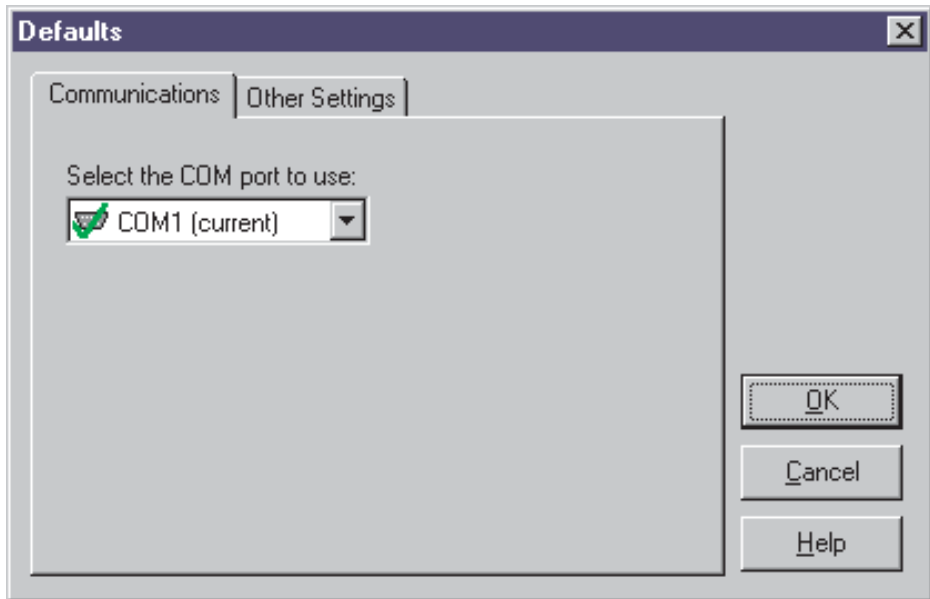 Defaults
Communications
Other Settings
Select the COM port to use:
COM1 (current)
OK
Cancel
Help